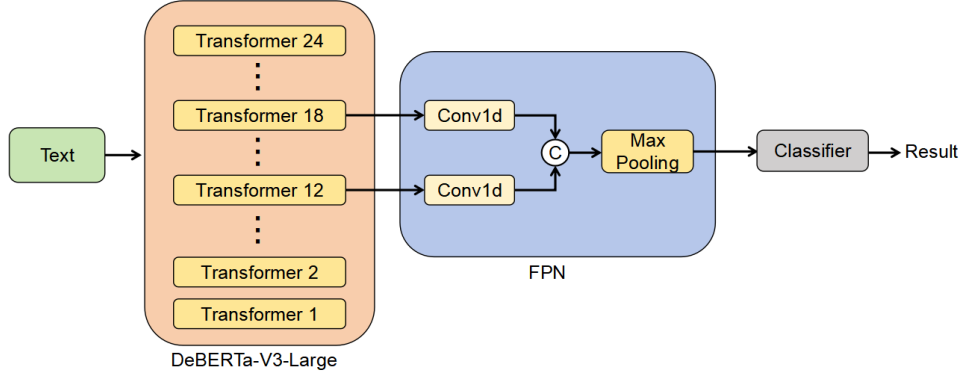 Transformer 24
Transformer 18
Conv1d
Text
C
Max
Pooling
Classifier
Result
Transformer 12
Conv1d
Transformer 2
FPN
Transformer 1
DeBERTa-V3-Large